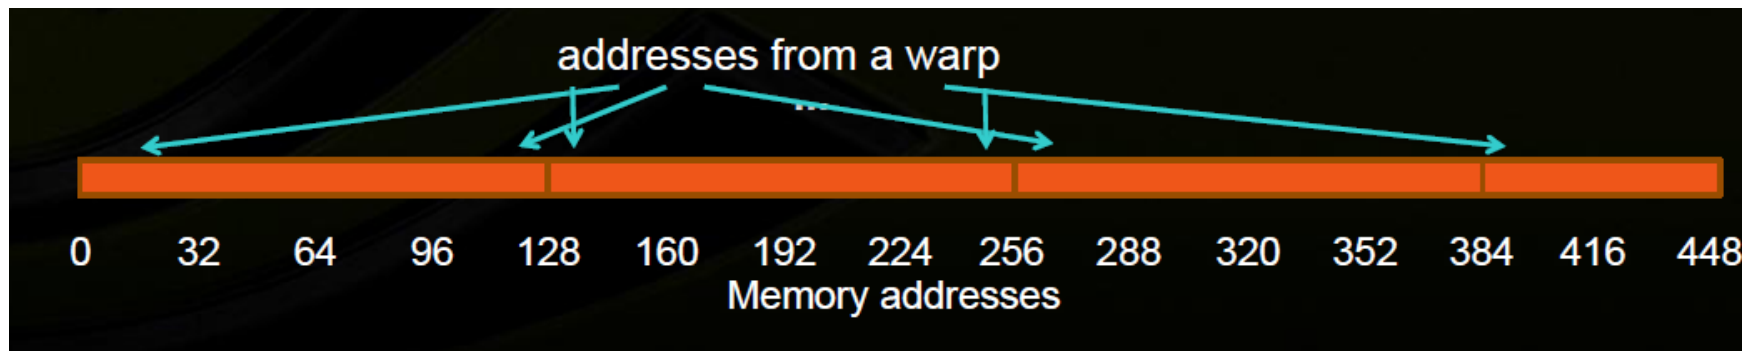 addresses from a warp
...
0 32 64 96 128 160 192 224 256 288 320 352 384 416 448
Memory addresses